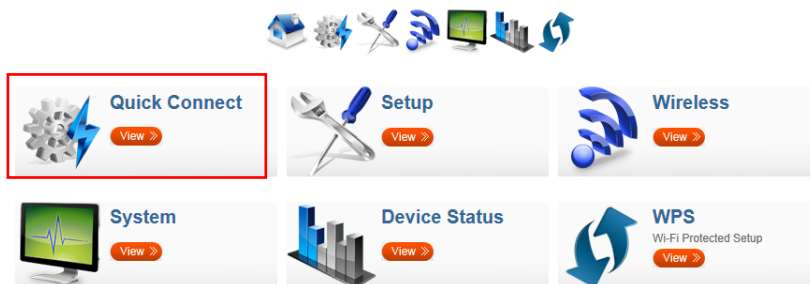 Quick Connect
View »
Setup
View »
Wireless
View »
System
View »
Device Status
View »
WPS
Wi-Fi Protected Setup
View »